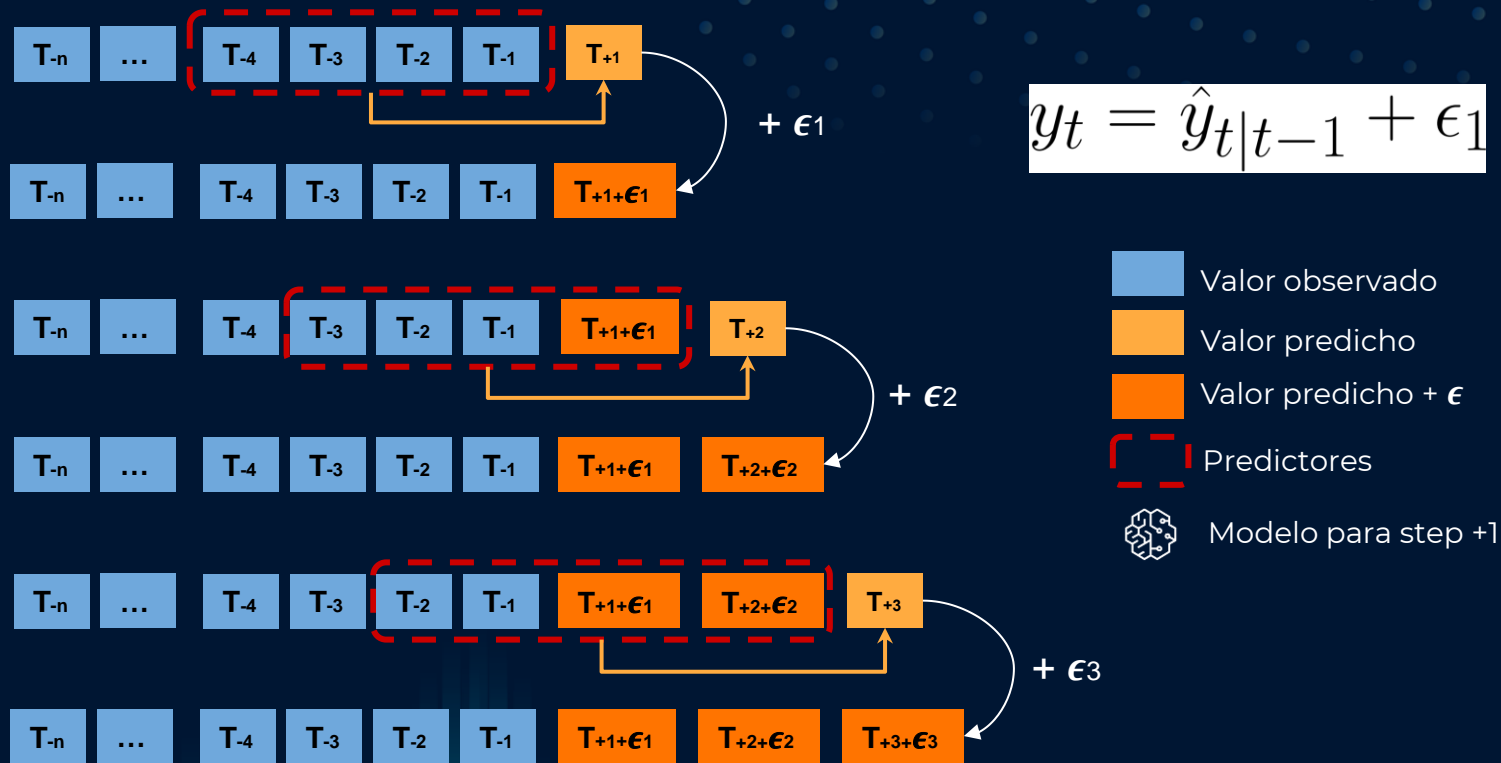 T-n ... T-4 T-3 T-2 T-1 T+1
+ ϵ1
T-n ... T-4 T-3 T-2 T-1 T+1+ϵ1
T-n ... T-4 T-3 T-2 T-1 T+1+ϵ1 T+2
+ ϵ2
T-n ... T-4 T-3 T-2 T-1 T+1+ϵ1 T+2+ϵ2
T-n ... T-4 T-3 T-2 T-1 T+1+ϵ1 T+2+ϵ2 T+3
+ ϵ3
T-n ... T-4 T-3 T-2 T-1 T+1+ϵ1 T+2+ϵ2 T+3+ϵ3
y_t = ŷ_{t|t−1} + ϵ_1
Valor observado
Valor predicho
Valor predicho + ϵ
Predictores
Modelo para step +1